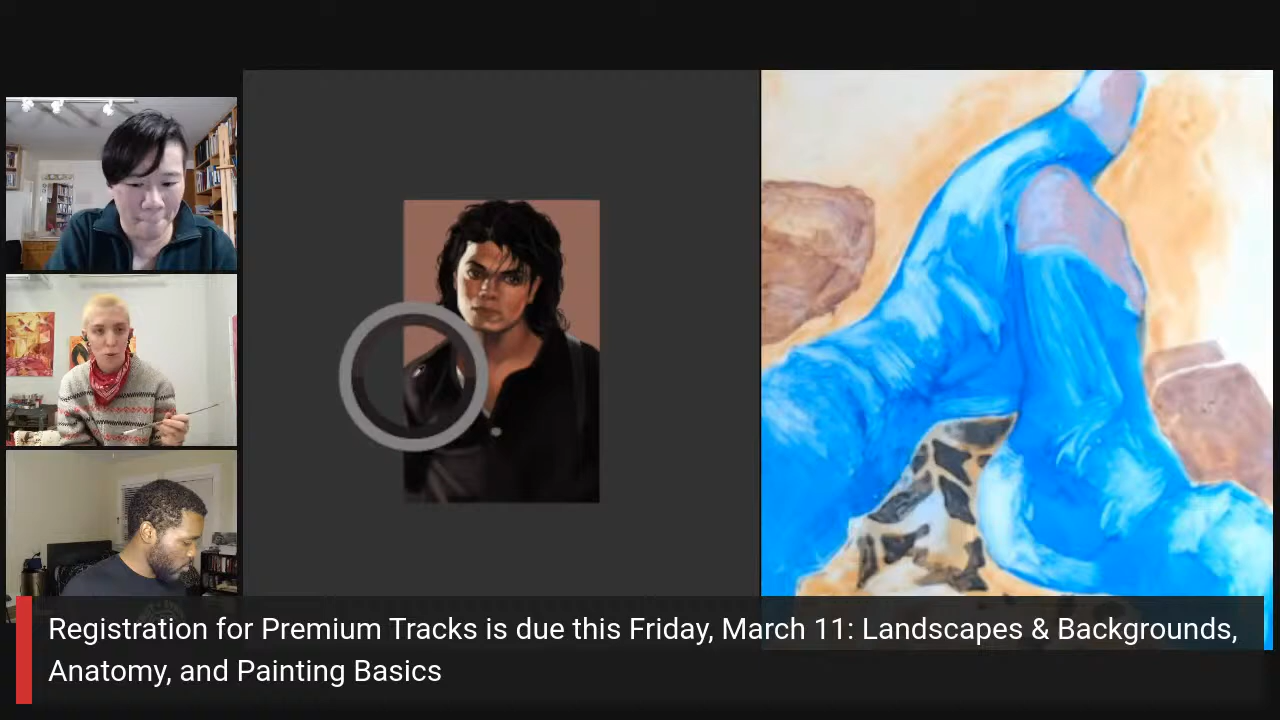 Registration for Premium Tracks is due this Friday, March 11: Landscapes & Backgrounds,
Anatomy, and Painting Basics